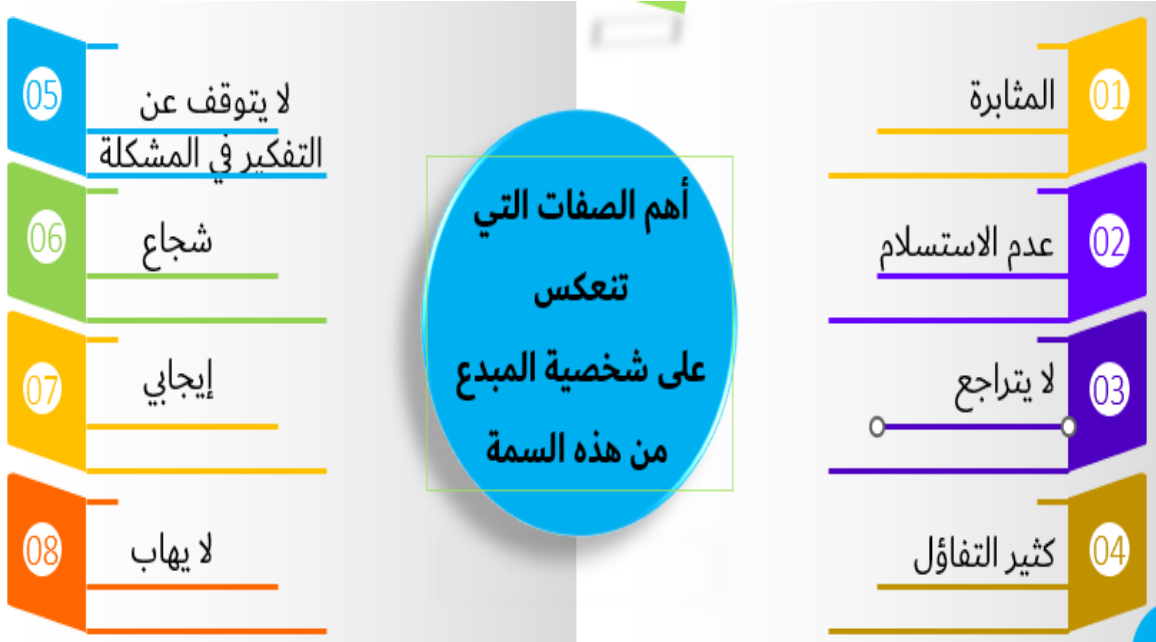 أهم الصفات التي
تنعكس
على شخصية المبدع
من هذه السمة
01
المثابرة
02
عدم الاستسلام
03
لا يتراجع
04
كثير التفاؤل
05
لا يتوقف عن
التفكير في المشكلة
06
شجاع
07
إيجابي
08
لا يهاب